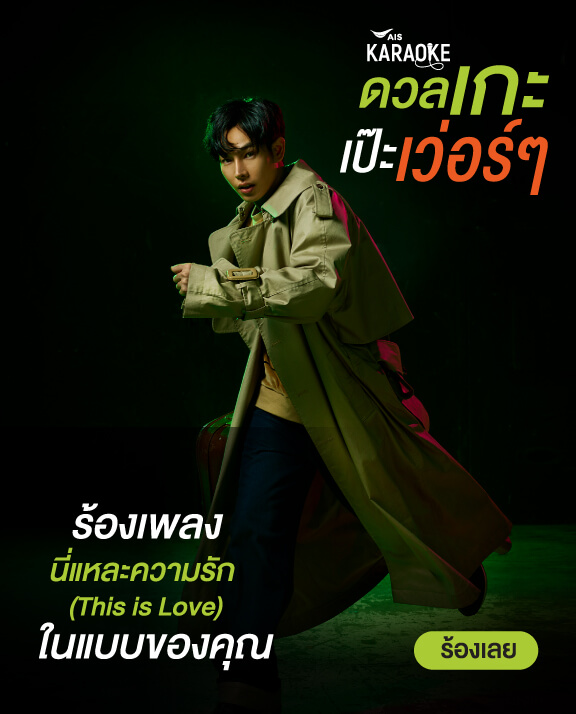 AIS
KARAOKE
ดวลเกะ
เป๊ะเว่อร์ๆ
ร้องเพลง
นี่แหละความรัก
(This is Love)
ในแบบของคุณ
ร้องเลย